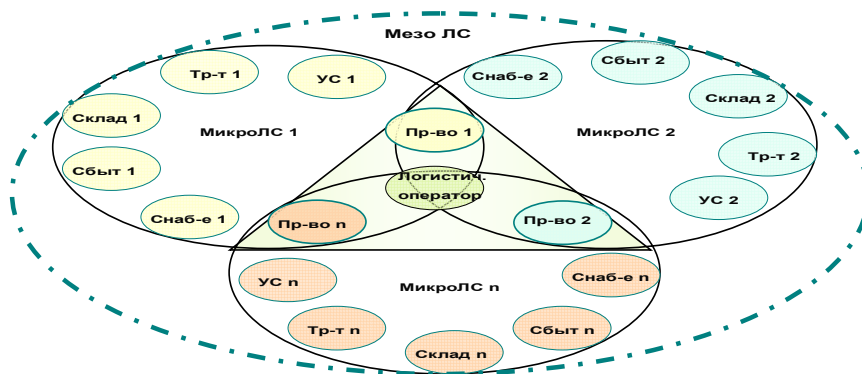 Мезо ЛС
Тр-т 1
УС 1
Снаб-е 2
Сбыт 2
Склад 1
Склад 2
МикроЛС 1
Пр-во 1
МикроЛС 2
Тр-т 2
Сбыт 1
Логистич.
оператор
УС 2
Снаб-е 1
Пр-во n
Пр-во 2
УС n
МикроЛС n
Снаб-е n
Тр-т n
Сбыт n
Склад n